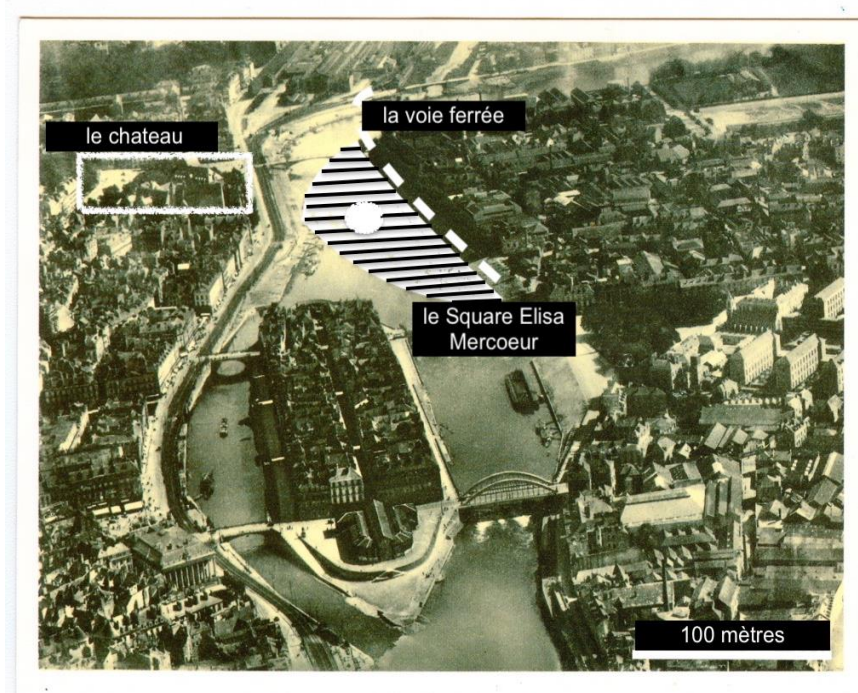 la voie ferrée
le chateau
le Square Elisa
Mercoeur
100 mètres